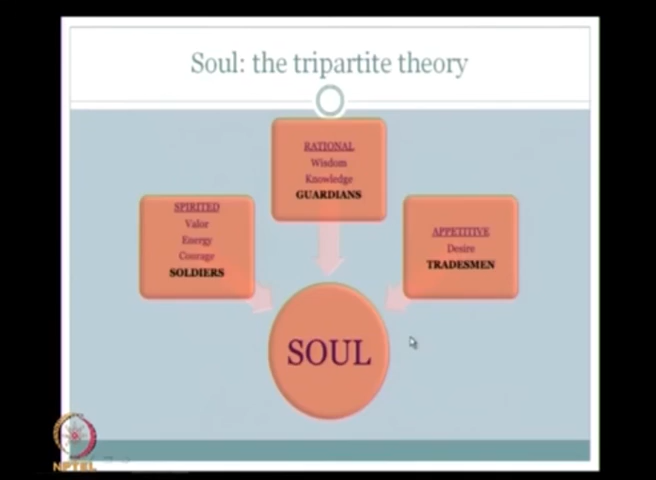 Soul: the tripartite theory
RATIONAL
Wisdom
Knowledge
GUARDIANS
SPIRITED
Valor
Energy
Courage
SOLDIERS
APPETITIVE
Desire
TRADESMEN
SOUL
NPTEL